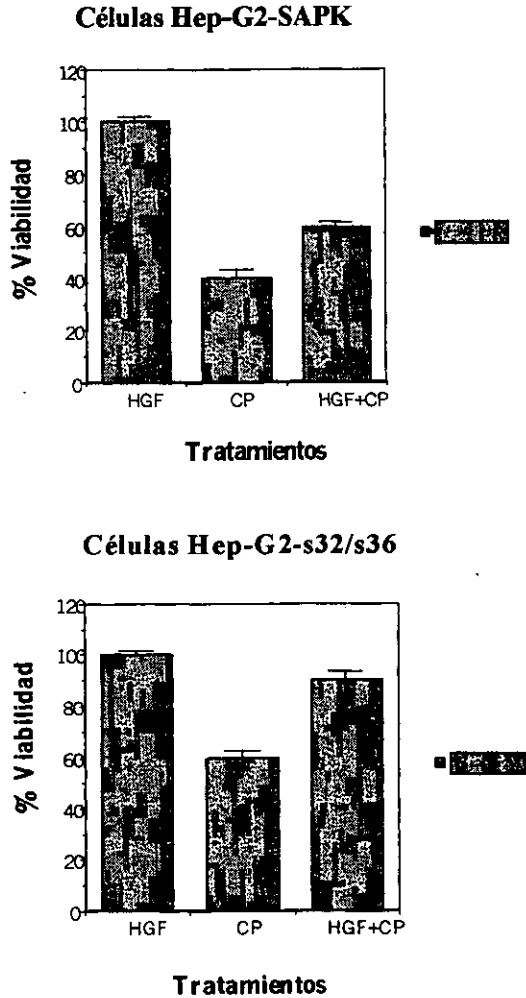 Células Hep-G2-SAPK
120
100
80
60
40
20
0
% Viabilidad
HGF CP HGF+CP
Tratamientos
Células Hep-G2-s32/s36
120
100
80
60
40
20
0
% Viabilidad
HGF CP HGF+CP
Tratamientos